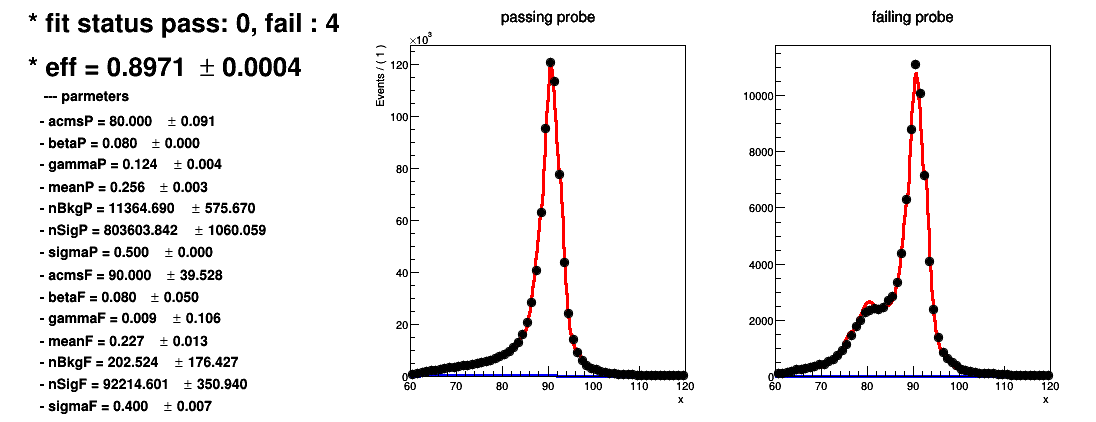 * fit status pass: 0, fail : 4
* eff = 0.8971 ± 0.0004
--- parmeters
- acmsP = 80.000 ± 0.091
- betaP = 0.080 ± 0.000
- gammaP = 0.124 ± 0.004
- meanP = 0.256 ± 0.003
- nBkgP = 11364.690 ± 575.670
- nSigP = 803603.842 ± 1060.059
- sigmaP = 0.500 ± 0.000
- acmsF = 90.000 ± 39.528
- betaF = 0.080 ± 0.050
- gammaF = 0.009 ± 0.106
- meanF = 0.227 ± 0.013
- nBkgF = 202.524 ± 176.427
- nSigF = 92214.601 ± 350.940
- sigmaF = 0.400 ± 0.007
passing probe
×10³
Events / ( 1 )
120
100
80
60
40
20
0
60 70 80 90 100 110 120
x
failing probe
10000
8000
6000
4000
2000
0
60 70 80 90 100 110 120
x